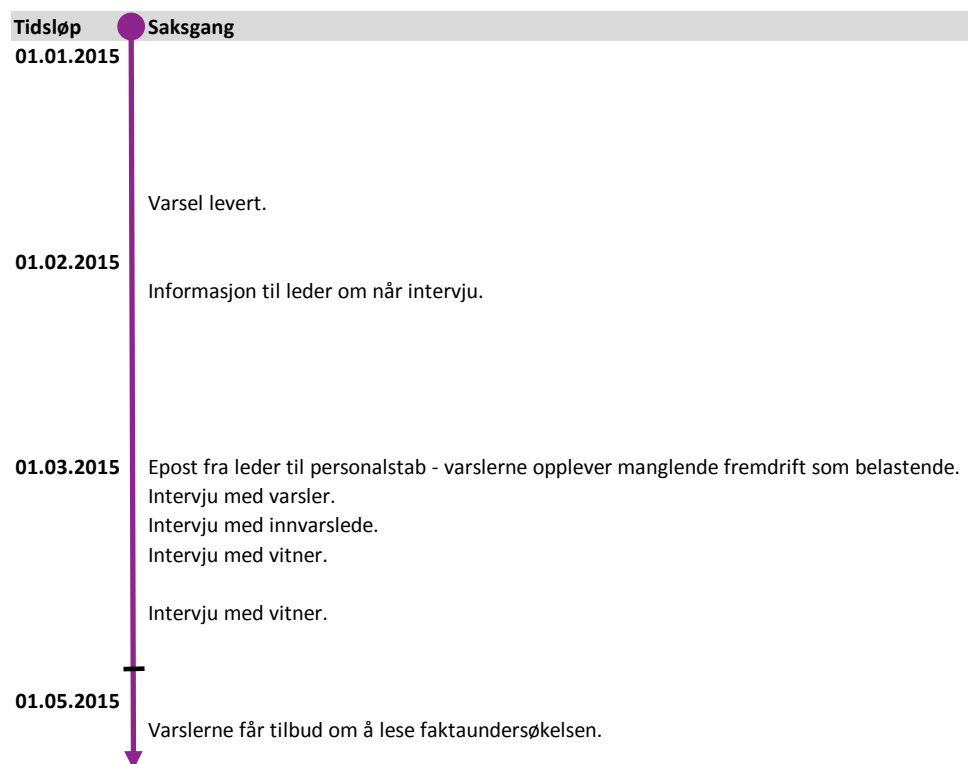 Tidsløp Saksgang
01.01.2015
Varsel levert.
01.02.2015
Informasjon til leder om når intervju.
01.03.2015 Epost fra leder til personalstab - varslerne opplever manglende fremdrift som belastende.
Intervju med varsler.
Intervju med innvarslede.
Intervju med vitner.
Intervju med vitner.
01.05.2015
Varslerne får tilbud om å lese faktaundersøkelsen.